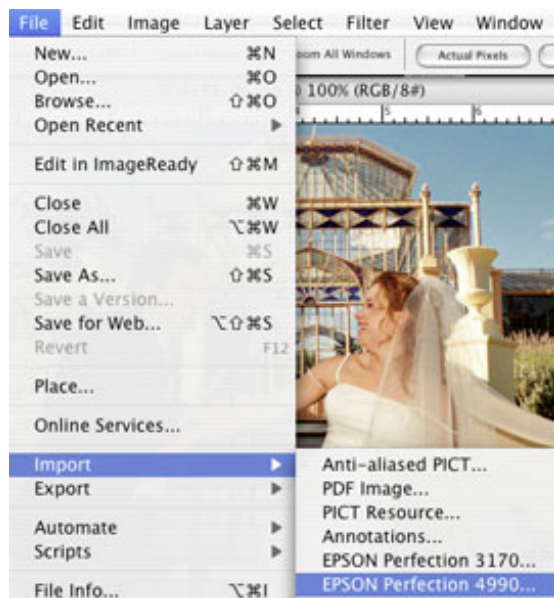 File Edit Image Layer Select Filter View Window
New... ⌘N
Open... ⌘O
Browse... ⇧⌘O
Open Recent ▶
Edit in ImageReady ⇧⌘M
Close ⌘W
Close All ⌥⌘W
Save ⌘S
Save As... ⇧⌘S
Save a Version...
Save for Web... ⌥⇧⌘S
Revert F12
Place...
Online Services...
Import ▶
Export ▶
Automate ▶
Scripts ▶
File Info... ⌥⌘I
oom All Windows Actual Pixels
100% (RGB/8#)
5 6
Anti-aliased PICT...
PDF Image...
PICT Resource...
Annotations...
EPSON Perfection 3170...
EPSON Perfection 4990...